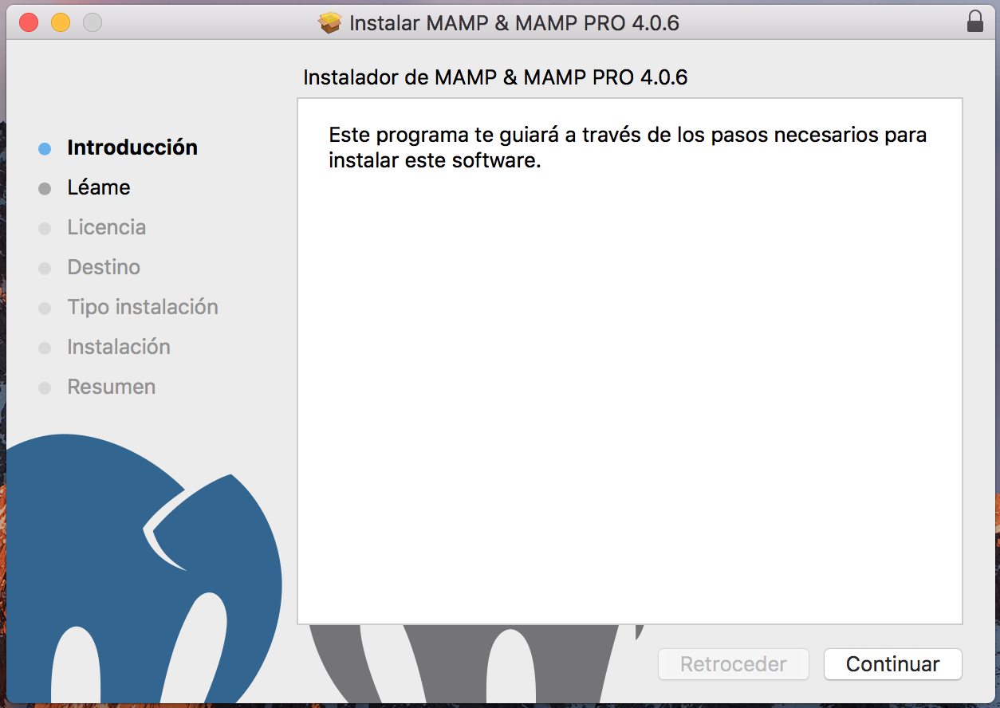 Instalar MAMP & MAMP PRO 4.0.6
Instalador de MAMP & MAMP PRO 4.0.6
Introducción
Léame
Licencia
Destino
Tipo instalación
Instalación
Resumen
Este programa te guiará a través de los pasos necesarios para
instalar este software.
Retroceder
Continuar